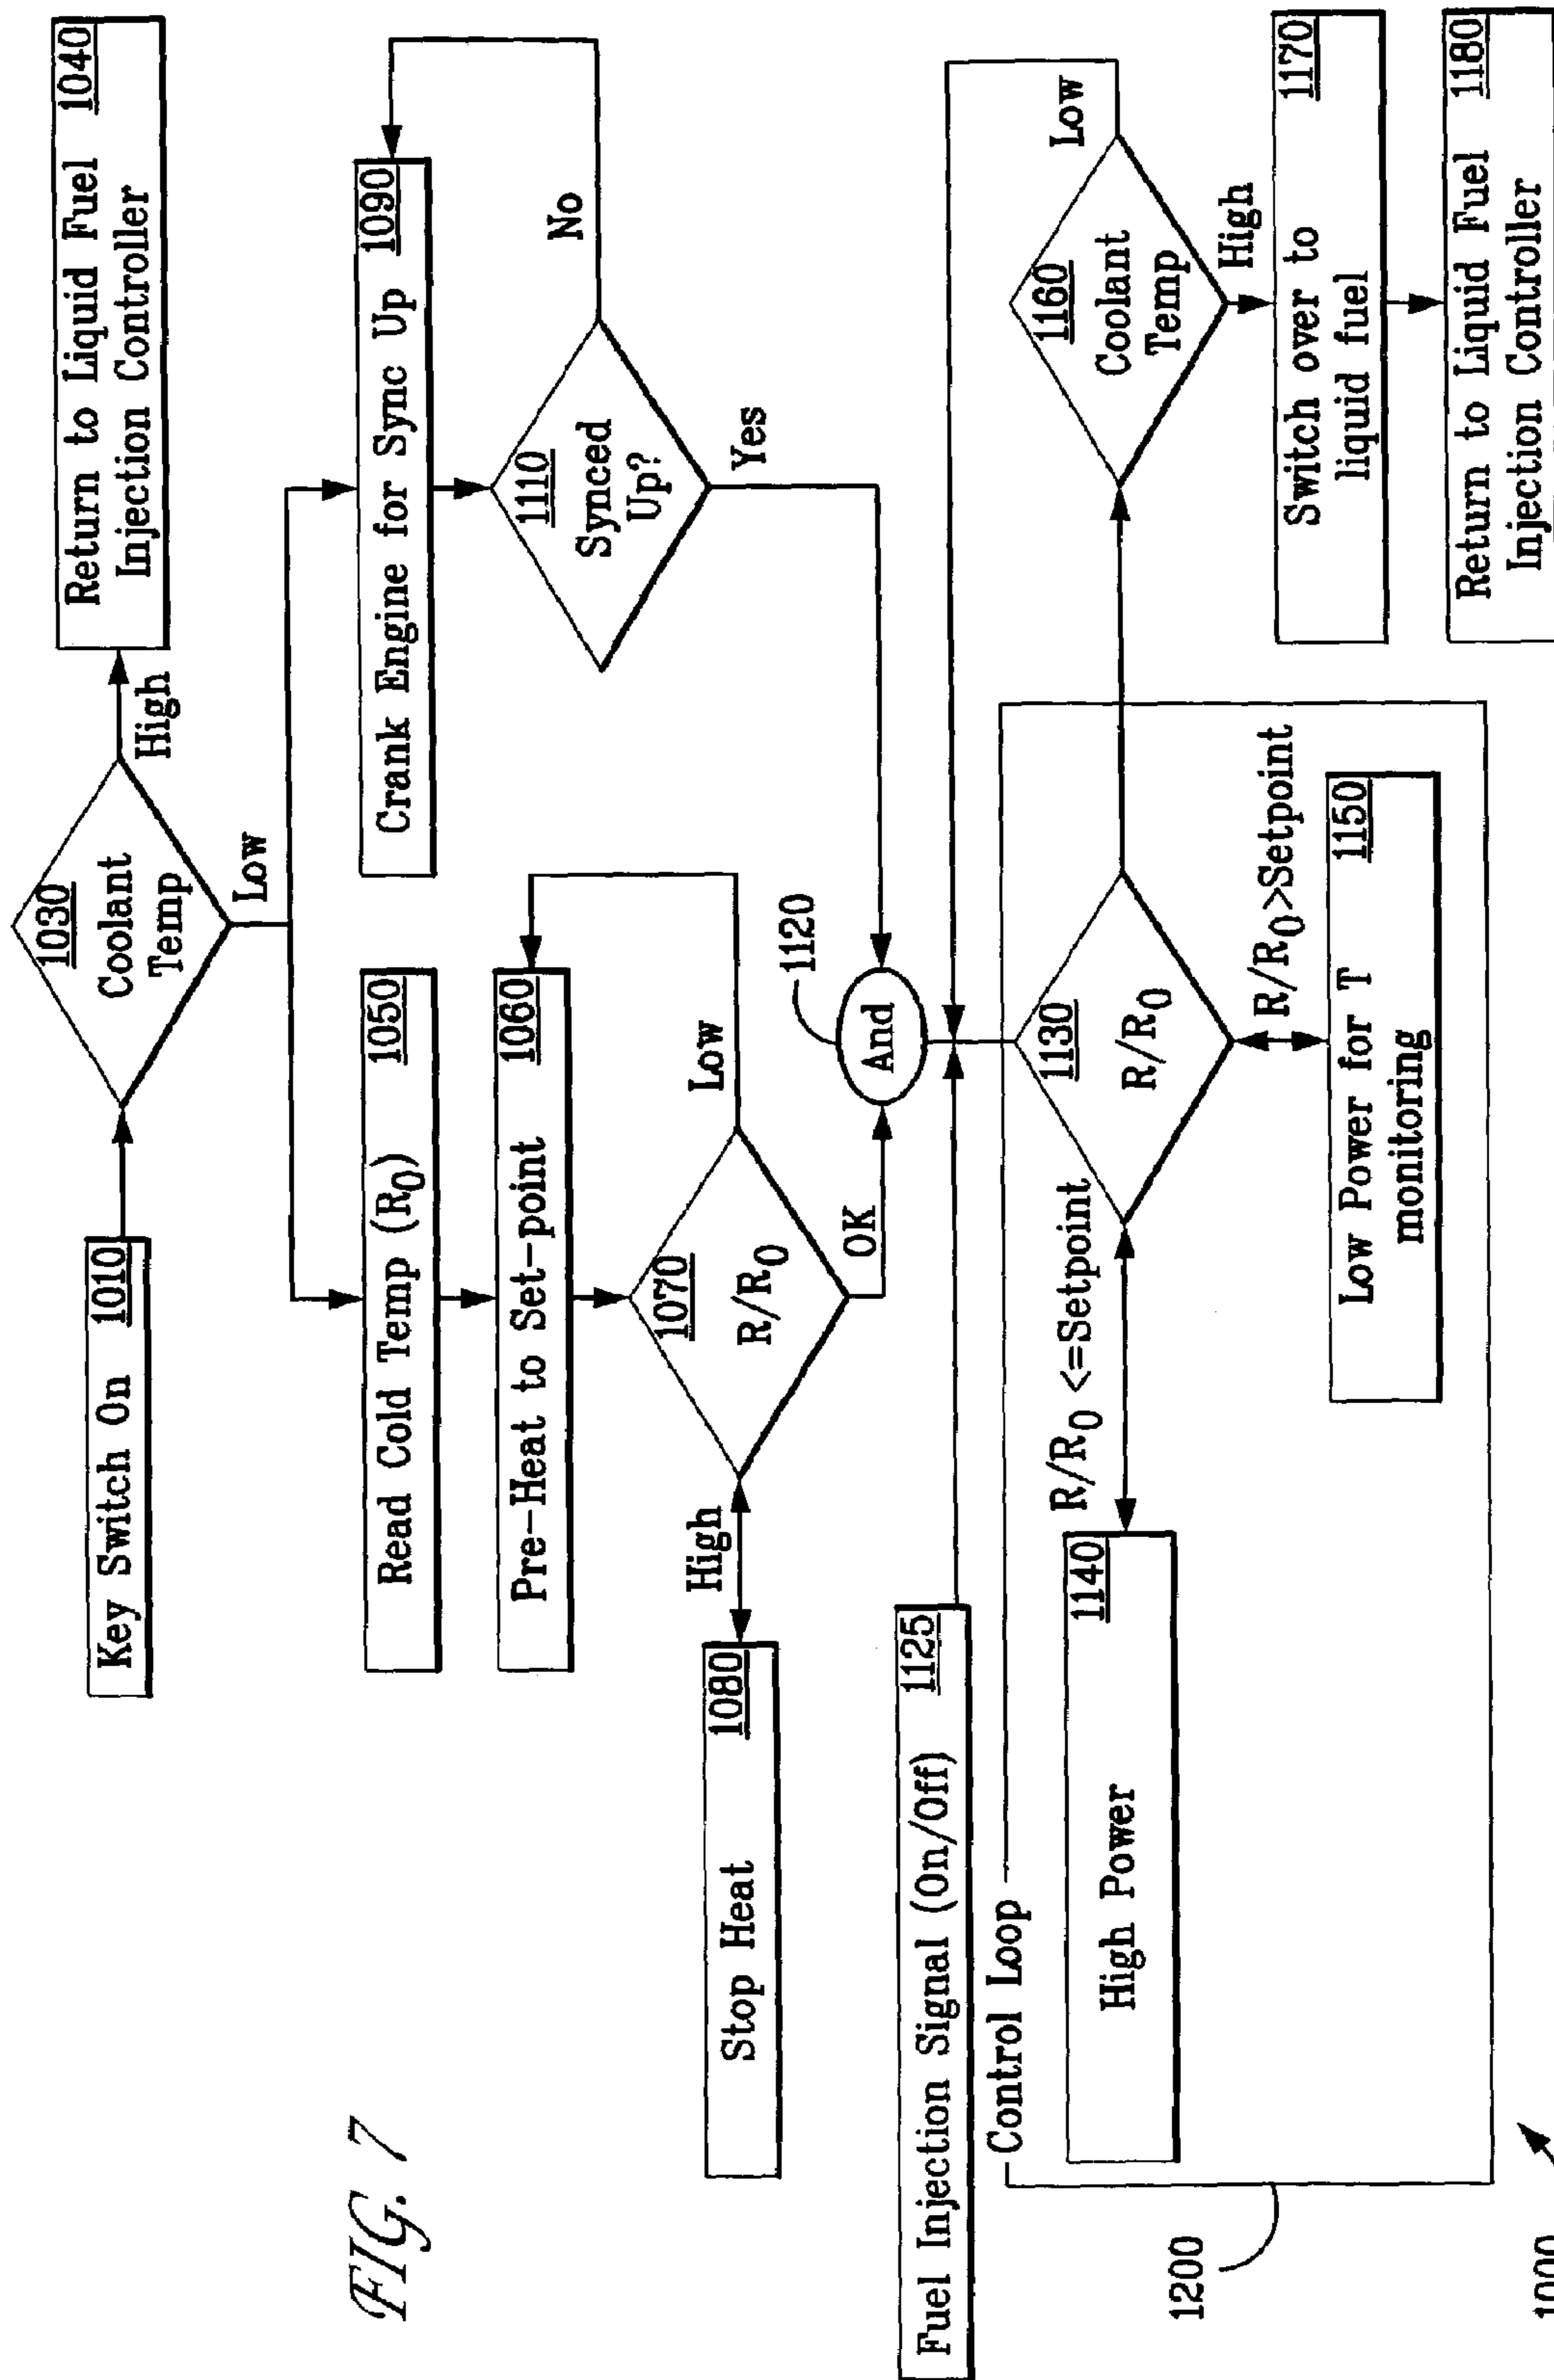 FIG. 7
Key Switch On 1010
1030
Coolant
Temp
High
Return to Liquid Fuel 1040
Injection Controller
Low
Read Cold Temp (R0) 1050
Crank Engine for Sync Up 1090
Pre-Heat to Set-point 1060
1110
Synced
Up?
No
Yes
1070
R/R0
Low
High
Stop Heat 1080
OK
And
1120
Fuel Injection Signal (On/Off) 1125
Control Loop
1200
High Power 1140
R/R0 <=Setpoint
1130
R/R0
R/R0>Setpoint
Low Power for T 1150
monitoring
1160
Coolant
Temp
Low
High
Switch over to 1170
liquid fuel
Return to Liquid Fuel 1180
Injection Controller
1000